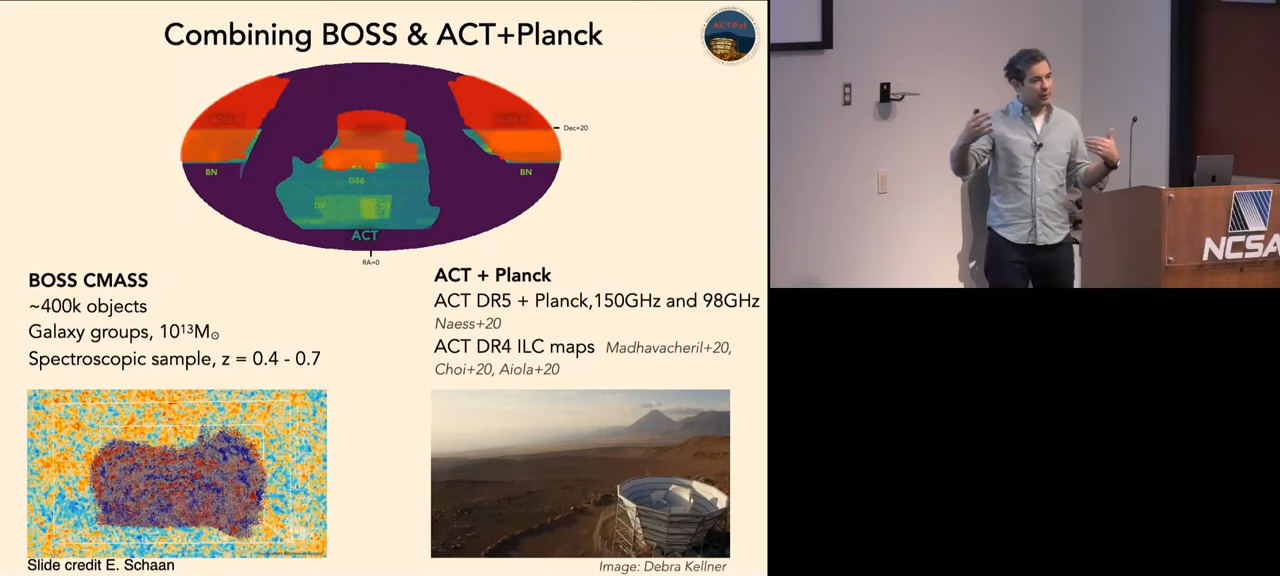 Combining BOSS & ACT+Planck
ACTPol
Dec=20
BN
BN
D56
ACT
RA=0
BOSS CMASS
~400k objects
Galaxy groups, 10¹³M⊙
Spectroscopic sample, z = 0.4 - 0.7
ACT + Planck
ACT DR5 + Planck,150GHz and 98GHz
Naess+20
ACT DR4 ILC maps Madhavacheril+20,
Choi+20, Aiola+20
Slide credit E. Schaan
Image: Debra Kellner
NCSA